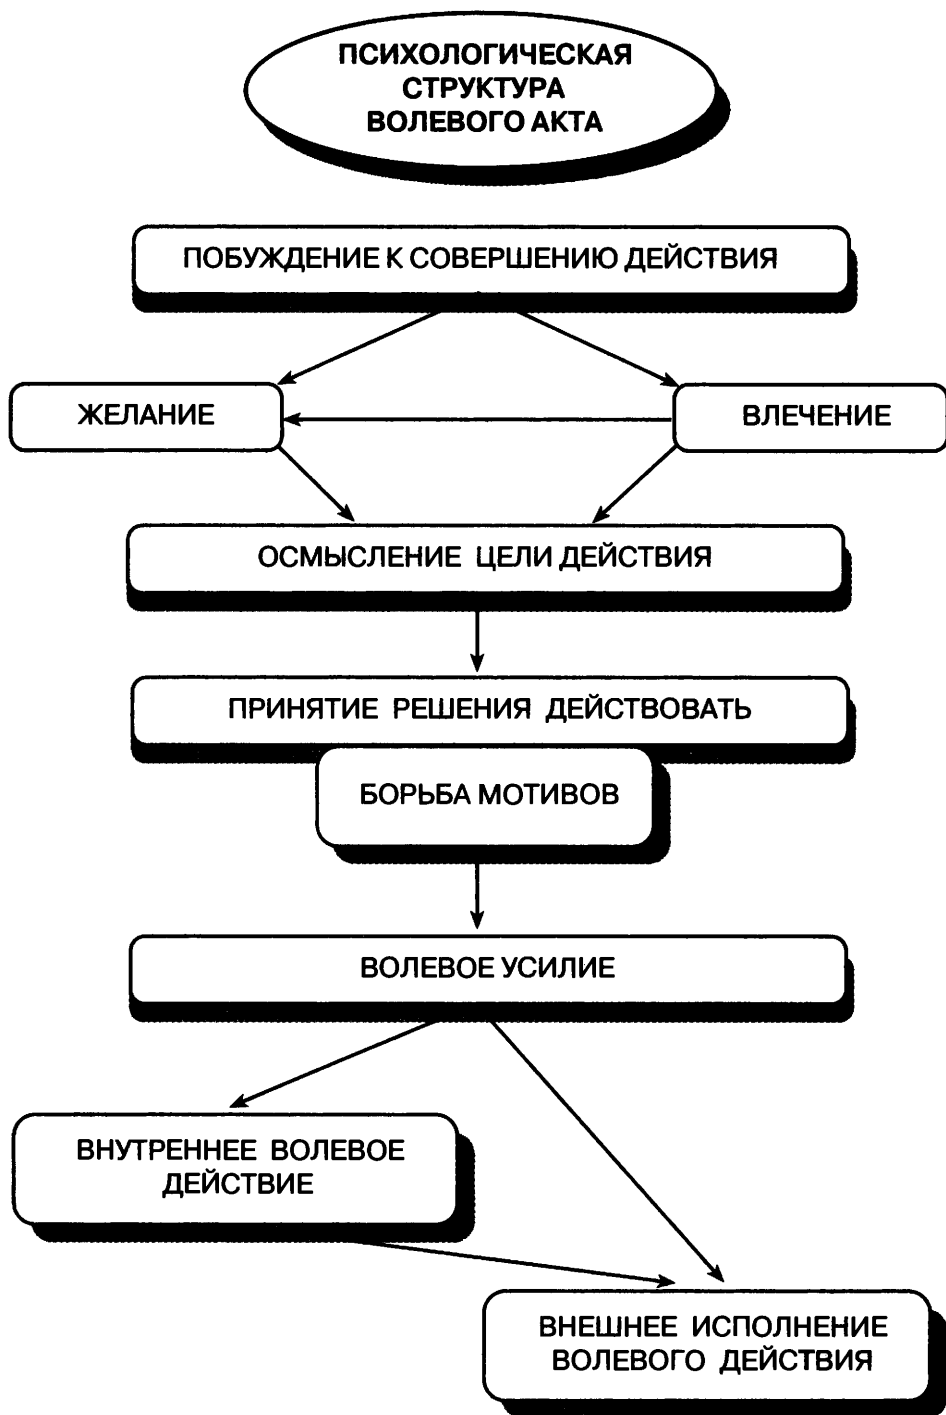 ПСИХОЛОГИЧЕСКАЯ
СТРУКТУРА
ВОЛЕВОГО АКТА
ПОБУЖДЕНИЕ К СОВЕРШЕНИЮ ДЕЙСТВИЯ
ЖЕЛАНИЕ
ВЛЕЧЕНИЕ
ОСМЫСЛЕНИЕ ЦЕЛИ ДЕЙСТВИЯ
ПРИНЯТИЕ РЕШЕНИЯ ДЕЙСТВОВАТЬ
БОРЬБА МОТИВОВ
ВОЛЕВОЕ УСИЛИЕ
ВНУТРЕННЕЕ ВОЛЕВОЕ
ДЕЙСТВИЕ
ВНЕШНЕЕ ИСПОЛНЕНИЕ
ВОЛЕВОГО ДЕЙСТВИЯ